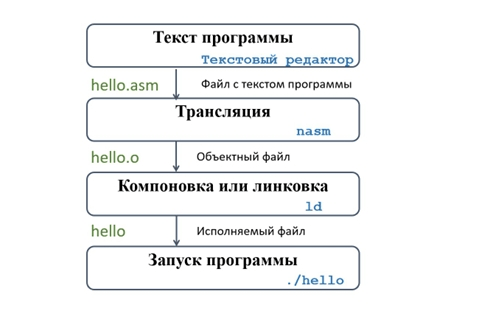 Текст программы
Текстовый редактор
hello.asm Файл с текстом программы
Трансляция
nasm
hello.o Объектный файл
Компоновка или линковка
ld
hello Исполняемый файл
Запуск программы
./hello